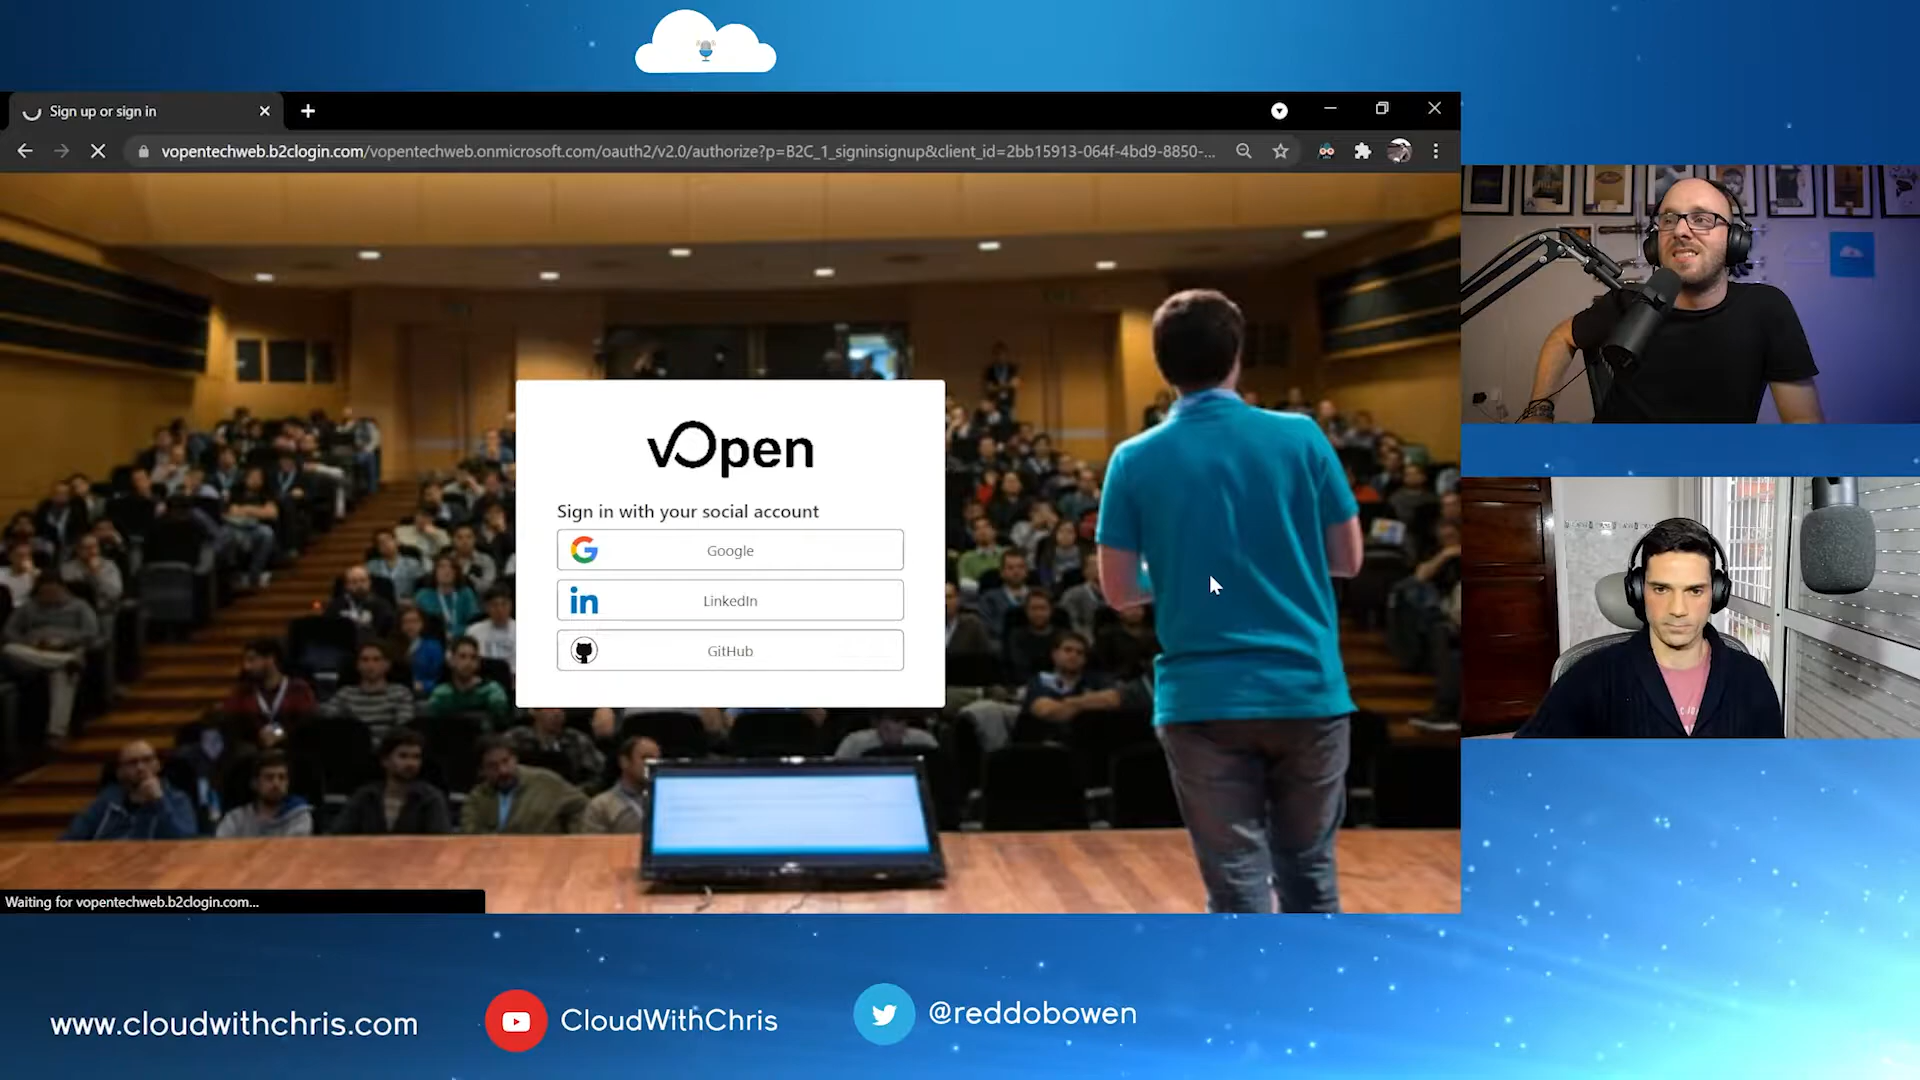 Sign up or sign in
vopentechweb.b2clogin.com/vopentechweb.onmicrosoft.com/oauth2/v2.0/authorize?p=B2C_1_signinsignup&client_id=2bb15913-064f-4bd9-8850-...
vOpen
Sign in with your social account
Google
LinkedIn
GitHub
Waiting for vopentechweb.b2clogin.com...
www.cloudwithchris.com
CloudWithChris
@reddobowen